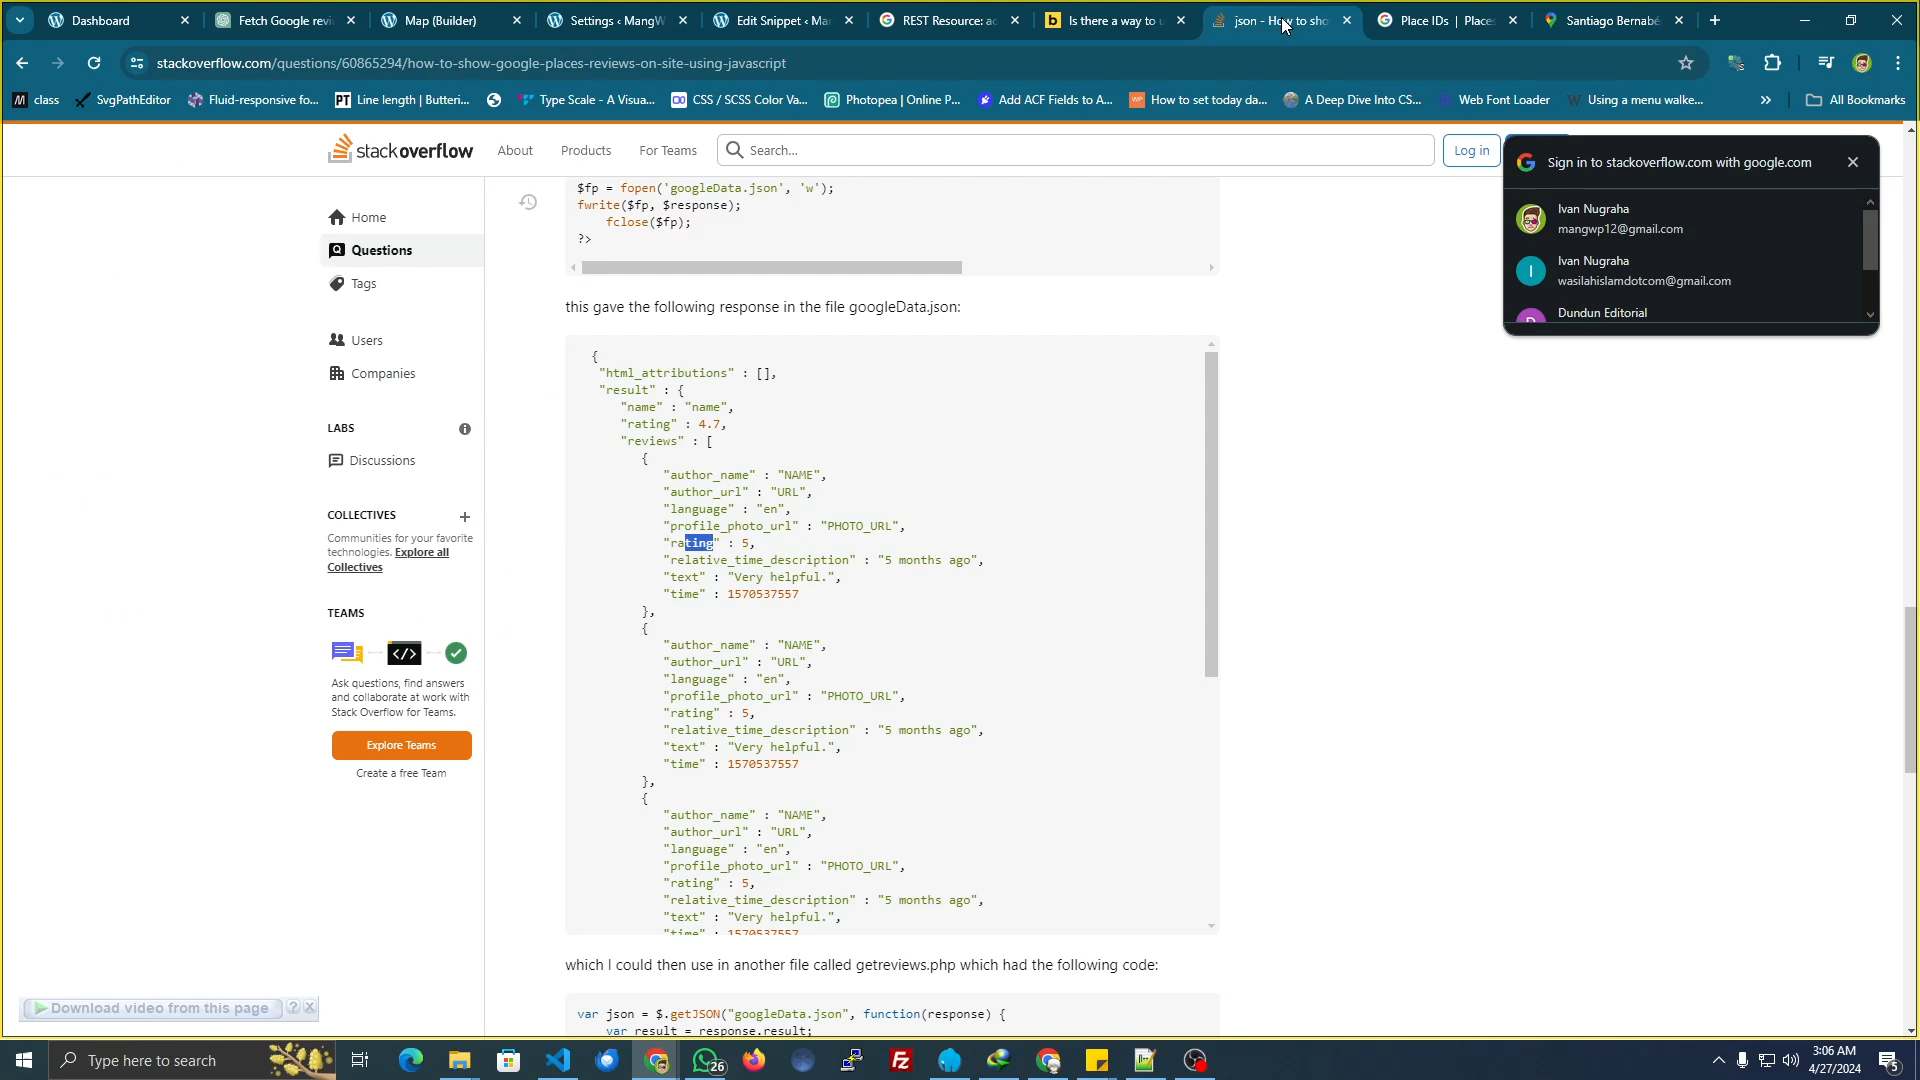 Dashboard
Fetch Google revi
Map (Builder)
Settings ‹ MangW
Edit Snippet ‹ Ma
REST Resource: ac
Is there a way to u
json - How to sho
Place IDs | Places
Santiago Bernabé
stackoverflow.com/questions/60865294/how-to-show-google-places-reviews-on-site-using-javascript
class
SvgPathEditor
Fluid-responsive fo...
PT Line length | Butteri...
Type Scale - A Visua...
CSS / SCSS Color Va...
Photopea | Online P...
Add ACF Fields to A...
How to set today da...
A Deep Dive Into CS...
Web Font Loader
Using a menu walke...
All Bookmarks
stackoverflow
About
Products
For Teams
Search...
Log in
Sign in to stackoverflow.com with google.com
Ivan Nugraha
mangwp12@gmail.com
Ivan Nugraha
wasilahislamdotcom@gmail.com
Dundun Editorial
Home
Questions
Tags
Users
Companies
LABS
Discussions
COLLECTIVES
Communities for your favorite
technologies. Explore all
Collectives
TEAMS
Ask questions, find answers
and collaborate at work with
Stack Overflow for Teams.
Explore Teams
Create a free Team
$fp = fopen('googleData.json', 'w');
fwrite($fp, $response);
fclose($fp);
?>
this gave the following response in the file googleData.json:
{
"html_attributions" : [],
"result" : {
"name" : "name",
"rating" : 4.7,
"reviews" : [
{
"author_name" : "NAME",
"author_url" : "URL",
"language" : "en",
"profile_photo_url" : "PHOTO_URL",
"rating" : 5,
"relative_time_description" : "5 months ago",
"text" : "Very helpful.",
"time" : 1570537557
},
{
"author_name" : "NAME",
"author_url" : "URL",
"language" : "en",
"profile_photo_url" : "PHOTO_URL",
"rating" : 5,
"relative_time_description" : "5 months ago",
"text" : "Very helpful.",
"time" : 1570537557
},
{
"author_name" : "NAME",
"author_url" : "URL",
"language" : "en",
"profile_photo_url" : "PHOTO_URL",
"rating" : 5,
"relative_time_description" : "5 months ago",
"text" : "Very helpful.",
"time" : 1570537557
which I could then use in another file called getreviews.php which had the following code:
var json = $.getJSON("googleData.json", function(response) {
var result = response.result;
Download video from this page
Type here to search
26
3:06 AM
4/27/2024
5